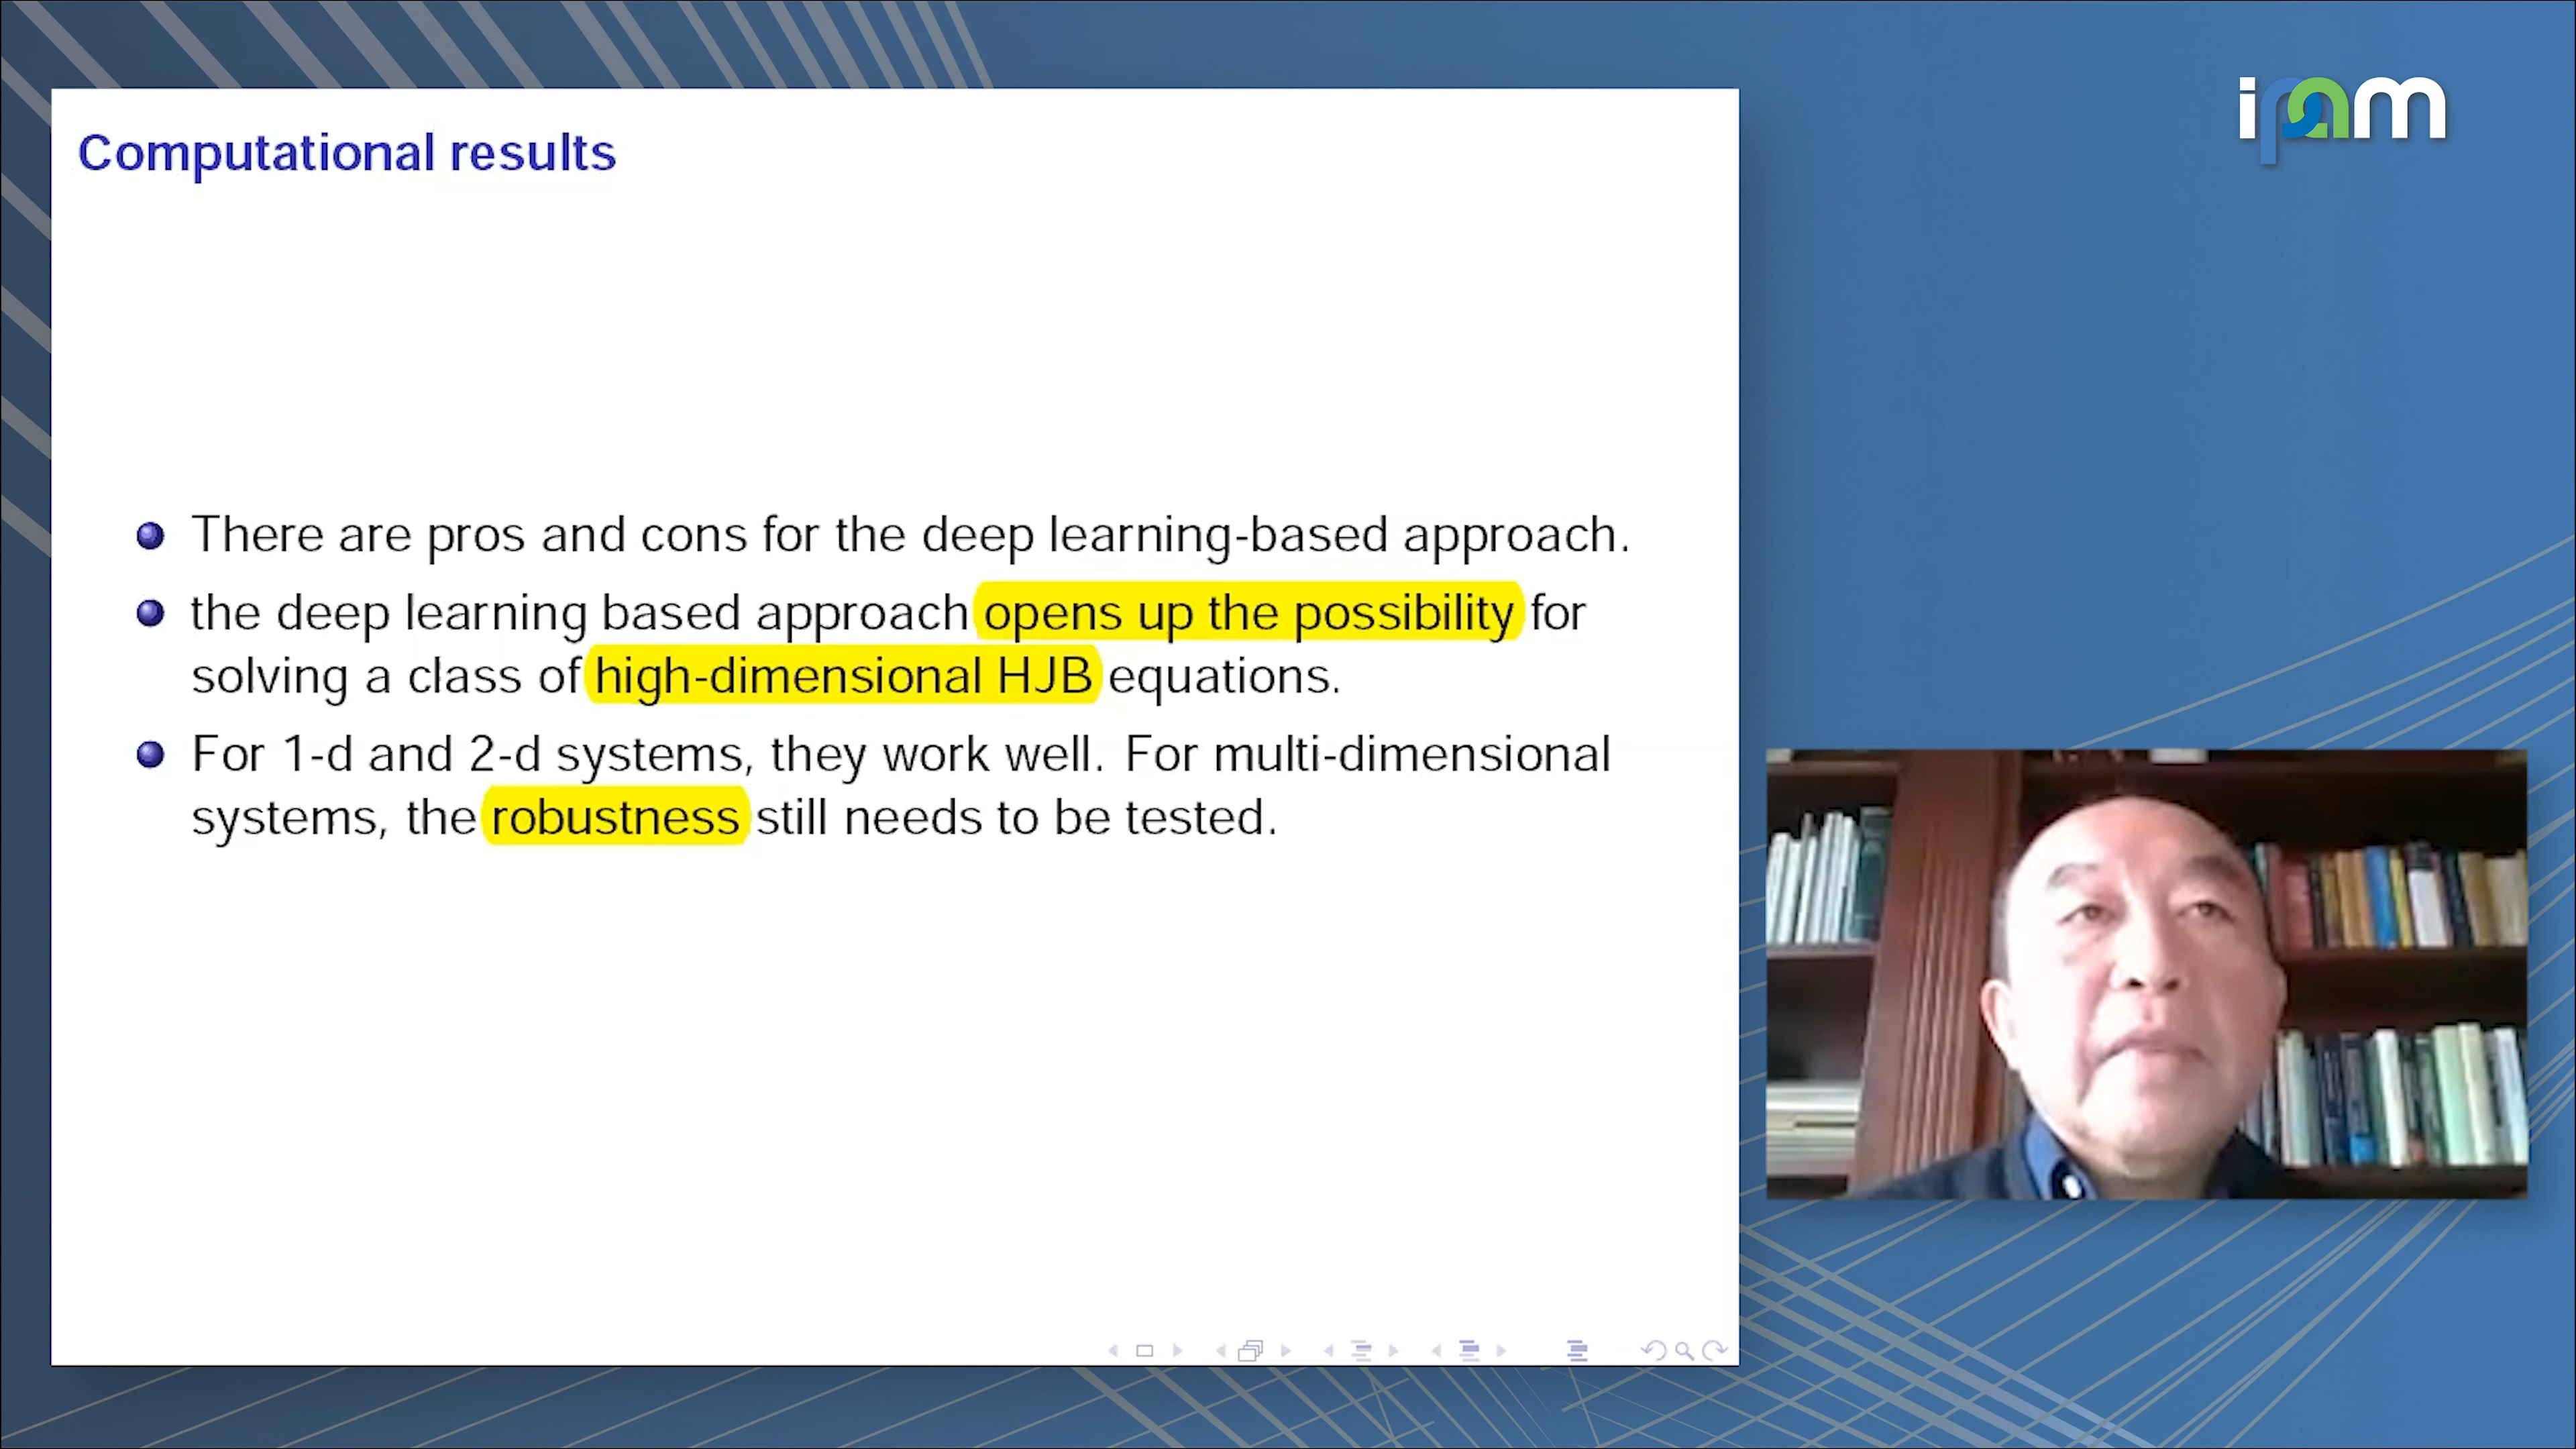 ipam
Computational results
There are pros and cons for the deep learning-based approach.
the deep learning based approach opens up the possibility for
solving a class of high-dimensional HJB equations.
For 1-d and 2-d systems, they work well. For multi-dimensional
systems, the robustness still needs to be tested.